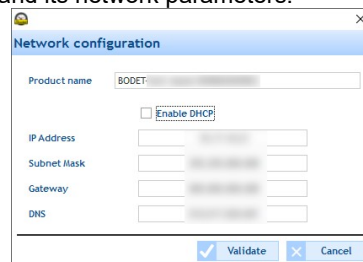 and its network parameters.
Network configuration
Product name BODET-
Enable DHCP
IP Address
Subnet Mask
Gateway
DNS
Validate Cancel